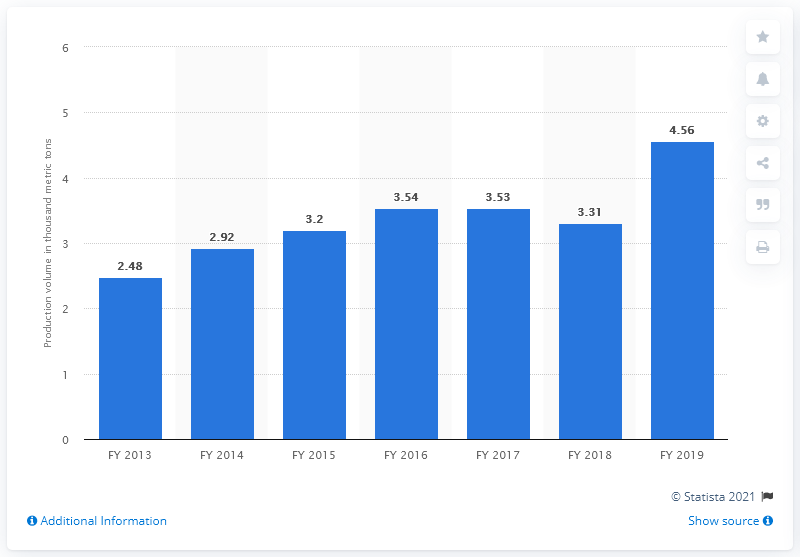 6
5
4
3
2
1
0
Production volume in thousand metric tons
2.48
2.92
3.2
3.54
3.53
3.31
4.56
FY 2013
FY 2014
FY 2015
FY 2016
FY 2017
FY 2018
FY 2019
© Statista 2021
Additional Information
Show source